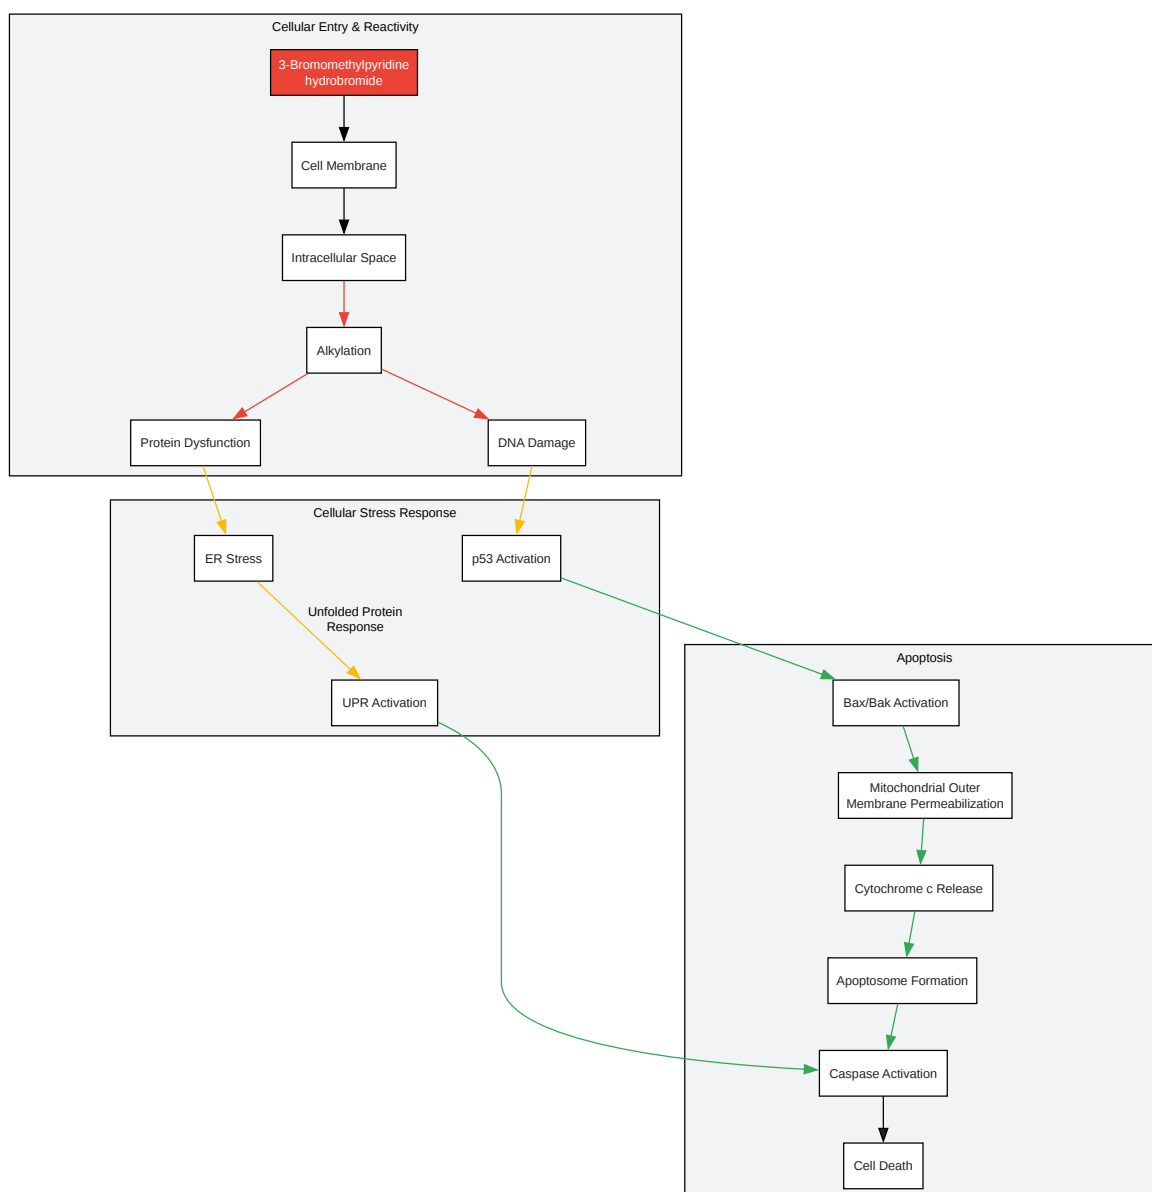 Cellular Entry & Reactivity
3-Bromomethylpyridine
hydrobromide
Cell Membrane
Intracellular Space
Alkylation
Protein Dysfunction
DNA Damage
Cellular Stress Response
ER Stress
p53 Activation
Unfolded Protein
Response
UPR Activation
Apoptosis
Bax/Bak Activation
Mitochondrial Outer
Membrane Permeabilization
Cytochrome c Release
Apoptosome Formation
Caspase Activation
Cell Death